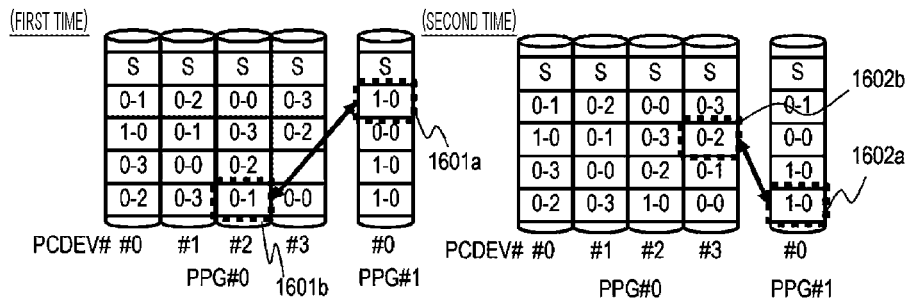 (FIRST TIME)
S S S S S
0-1 0-2 0-0 0-3 1-0
1-0 0-1 0-3 0-2 0-0
0-3 0-0 0-2 1-0
0-2 0-3 0-1 0-0 1-0
1601a
PCDEV# #0 #1 #2 #3 #0
PPG#0 1601b PPG#1
(SECOND TIME)
S S S S S
0-1 0-2 0-0 0-3 0-1
1-0 0-1 0-3 0-2 0-0
0-3 0-0 0-2 0-1 1-0
0-2 0-3 1-0 0-0 1-0
1602b
1602a
PCDEV# #0 #1 #2 #3 #0
PPG#0 PPG#1